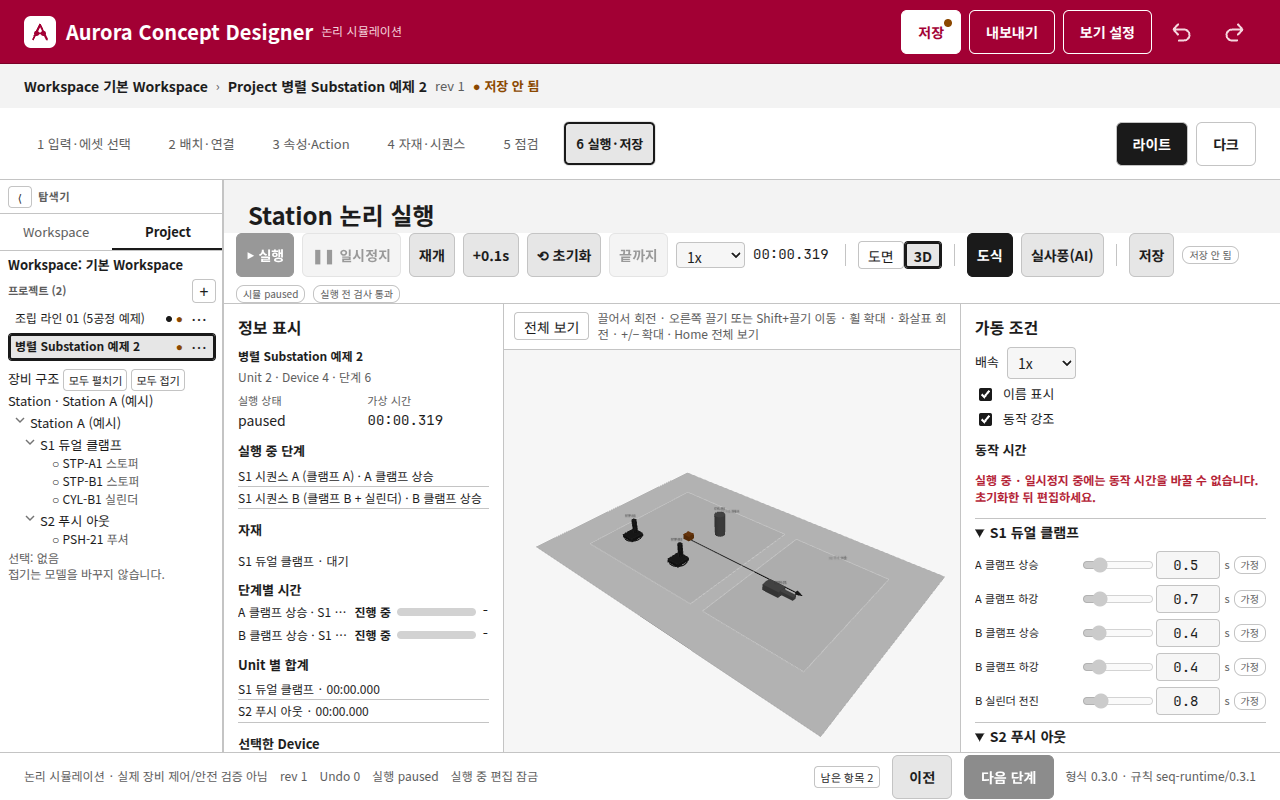 Aurora Concept Designer 논리 시뮬레이션
저장 내보내기 보기 설정
Workspace 기본 Workspace › Project 병렬 Substation 예제 2 rev 1 ● 저장 안 됨
1 입력·에셋 선택 2 배치·연결 3 속성·Action 4 자재·시퀀스 5 점검 6 실행·저장 라이트 다크
⟨ 탐색기
Workspace Project
Workspace: 기본 Workspace
프로젝트 (2) +
조립 라인 01 (5공정 예제) ● ● ···
병렬 Substation 예제 2 ● ···
장비 구조 모두 펼치기 모두 접기
Station · Station A (예시)
Station A (예시)
S1 듀얼 클램프
○ STP-A1 스토퍼
○ STP-B1 스토퍼
○ CYL-B1 실린더
S2 푸시 아웃
○ PSH-21 푸셔
선택: 없음
접기는 모델을 바꾸지 않습니다.
Station 논리 실행
▶ 실행 ❚❚ 일시정지 재개 +0.1s ⟲ 초기화 끝까지 1x 00:00.319 도면 3D 도식 실사풍(AI) 저장 저장 안 됨
시뮬 paused 실행 전 검사 통과
정보 표시
병렬 Substation 예제 2
Unit 2 · Device 4 · 단계 6
실행 상태 가상 시간
paused 00:00.319
실행 중 단계
S1 시퀀스 A (클램프 A) · A 클램프 상승
S1 시퀀스 B (클램프 B + 실린더) · B 클램프 상승
자재
S1 듀얼 클램프 · 대기
단계별 시간
A 클램프 상승 · S1 ··· 진행 중 -
B 클램프 상승 · S1 ··· 진행 중 -
Unit 별 합계
S1 듀얼 클램프 · 00:00.000
S2 푸시 아웃 · 00:00.000
선택한 Device
전체 보기 끌어서 회전 · 오른쪽 끌기 또는 Shift+끌기 이동 · 휠 확대 · 화살표 회
전 · +/− 확대 · Home 전체 보기
가동 조건
배속 1x
이름 표시
동작 강조
동작 시간
실행 중 · 일시정지 중에는 동작 시간을 바꿀 수 없습니다.
초기화한 뒤 편집하세요.
▼ S1 듀얼 클램프
A 클램프 상승 0.5 s 가정
A 클램프 하강 0.7 s 가정
B 클램프 상승 0.4 s 가정
B 클램프 하강 0.4 s 가정
B 실린더 전진 0.8 s 가정
▼ S2 푸시 아웃
논리 시뮬레이션 · 실제 장비 제어/안전 검증 아님 rev 1 Undo 0 실행 paused 실행 중 편집 잠금 남은 항목 2 이전 다음 단계 형식 0.3.0 · 규칙 seq-runtime/0.3.1